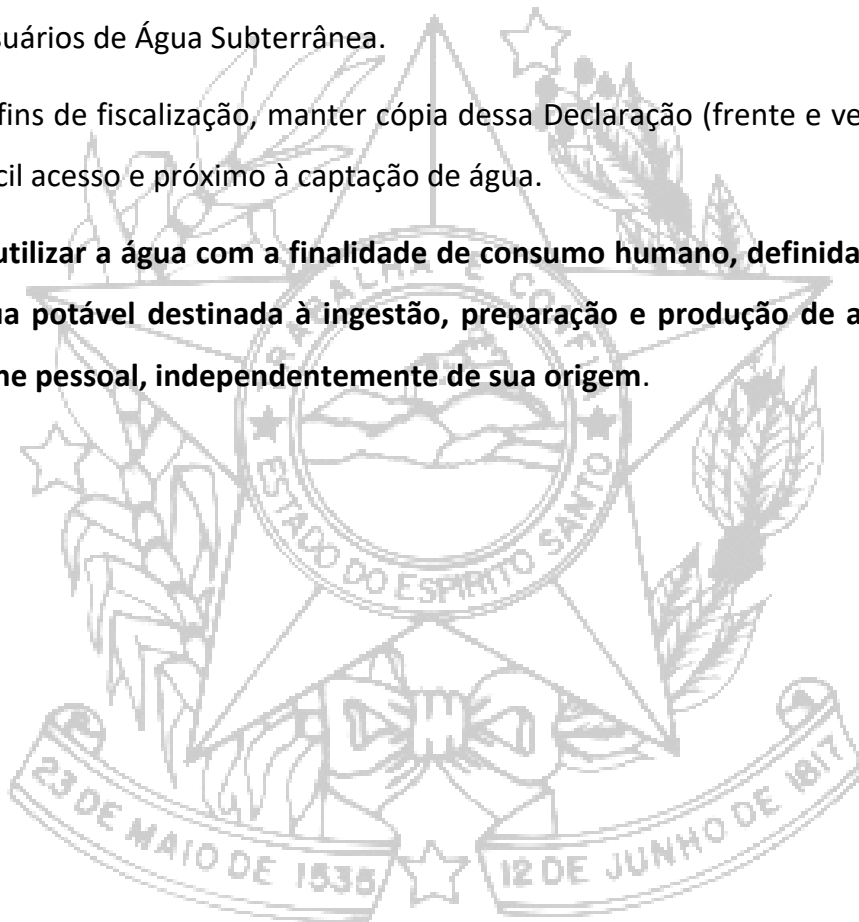 suários de Água Subterrânea.
fins de fiscalização, manter cópia dessa Declaração (frente e ve
cil acesso e próximo à captação de água.
utilizar a água com a finalidade de consumo humano, definida
ua potável destinada à ingestão, preparação e produção de a
ne pessoal, independentemente de sua origem.
TRABALHA E CONFIA
ESTADO DO ESPIRITO SANTO
23 DE MAIO DE 1535
12 DE JUNHO DE 1817